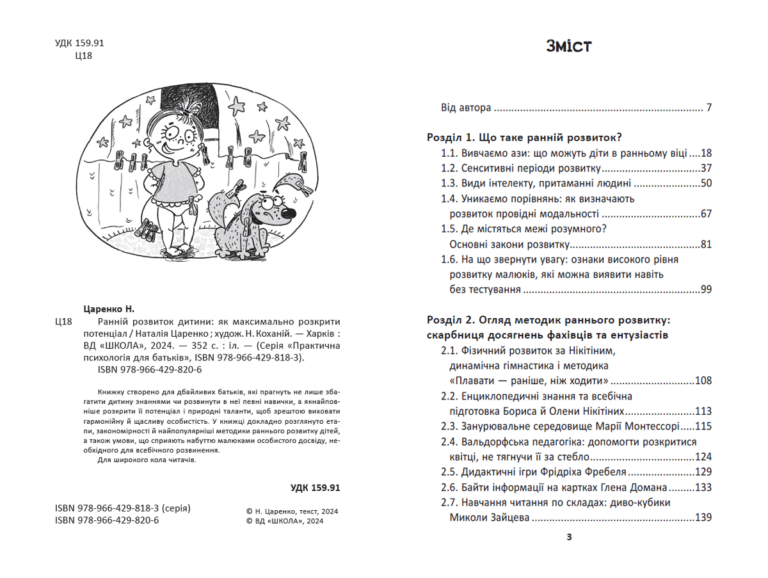 УДК 159.91
Ц18
Царенко Н.
Ц18 Ранній розвиток дитини: як максимально розкрити
потенціал / Наталія Царенко ; худож. Н. Коханій. — Харків :
ВД «ШКОЛА», 2024. — 352 с. : іл. — (Серія «Практична
психологія для батьків», ISBN 978-966-429-818-3).
ISBN 978-966-429-820-6
Книжку створено для дбайливих батьків, які прагнуть не лише зба-
гатити дитину знаннями чи розвинути в неї певні навички, а якнайпов-
ніше розкрити її потенціал і природні таланти, щоб зрештою виховати
гармонійну й щасливу особистість. У книжці докладно розглянуто ета-
пи, закономірності й найпопулярніші методики раннього розвитку дітей,
а також умови, що сприяють набуттю малюками особистого досвіду, не-
обхідного для всебічного розвинення.
Для широкого кола читачів.
УДК 159.91
ISBN 978-966-429-818-3 (серія)
ISBN 978-966-429-820-6
© Н. Царенко, текст, 2024
© ВД «ШКОЛА», 2024
Зміст
Від автора ........ 7
Розділ 1. Що таке ранній розвиток?
1.1. Вивчаємо ази: що можуть діти в ранньому віці ....18
1.2. Сенситивні періоди розвитку........37
1.3. Види інтелекту, притаманні людині ........50
1.4. Уникаємо порівнянь: як визначають
розвиток провідні модальності ........67
1.5. Де містяться межі розумного?
Основні закони розвитку........81
1.6. На що звернути увагу: ознаки високого рівня
розвитку малюків, які можна виявити навіть
без тестування ........99
Розділ 2. Огляд методик раннього розвитку:
скарбниця досягнень фахівців та ентузіастів
2.1. Фізичний розвиток за Нікітіним,
динамічна гімнастика і методика
«Плавати — раніше, ніж ходити» ........108
2.2. Енциклопедичні знання та всебічна
підготовка Бориса й Олени Нікітіних........113
2.3. Занурювальне середовище Марії Монтессорі.....115
2.4. Вальдорфська педагогіка: допомогти розкритися
квітці, не тягнучи її за стебло........124
2.5. Дидактичні ігри Фрідріха Фребеля........129
2.6. Байти інформації на картках Глена Домана........133
2.7. Навчання читання по складах: диво-кубики
Миколи Зайцева ........139
3